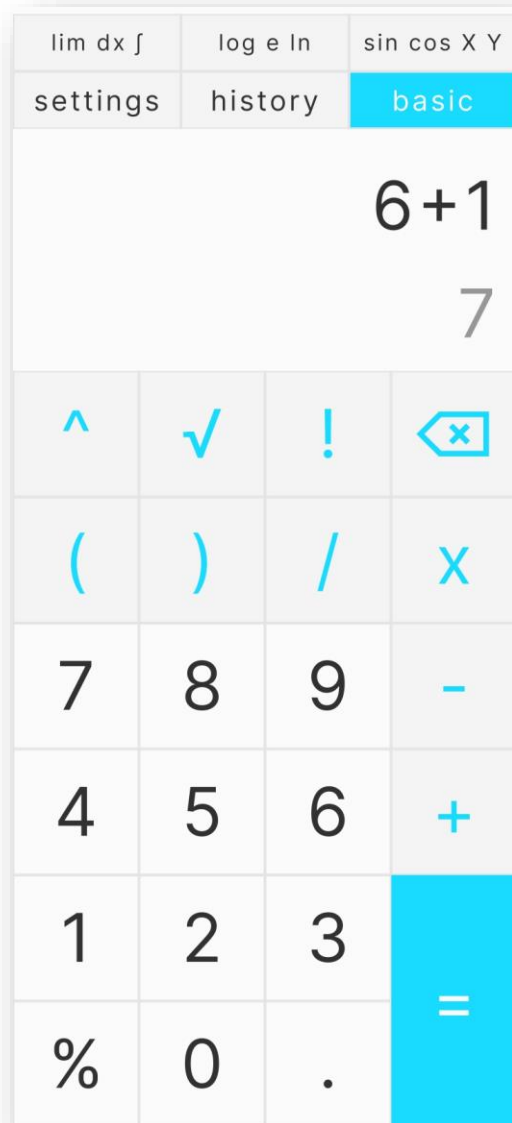 lim dx ∫ log e ln sin cos X Y
settings history basic
6+1
7
^ √ ! ×
( ) / x
7 8 9 -
4 5 6 +
1 2 3
=
% 0 .